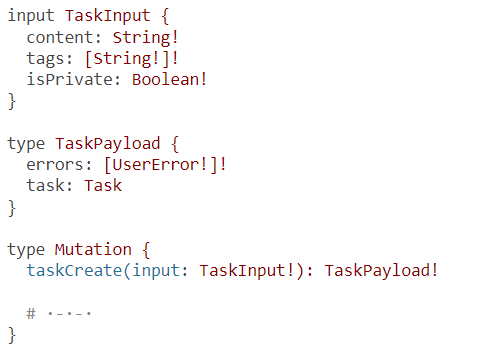 input TaskInput {
  content: String!
  tags: [String!]!
  isPrivate: Boolean!
}

type TaskPayload {
  errors: [UserError!]!
  task: Task
}

type Mutation {
  taskCreate(input: TaskInput!): TaskPayload!

  # ·-·-·
}